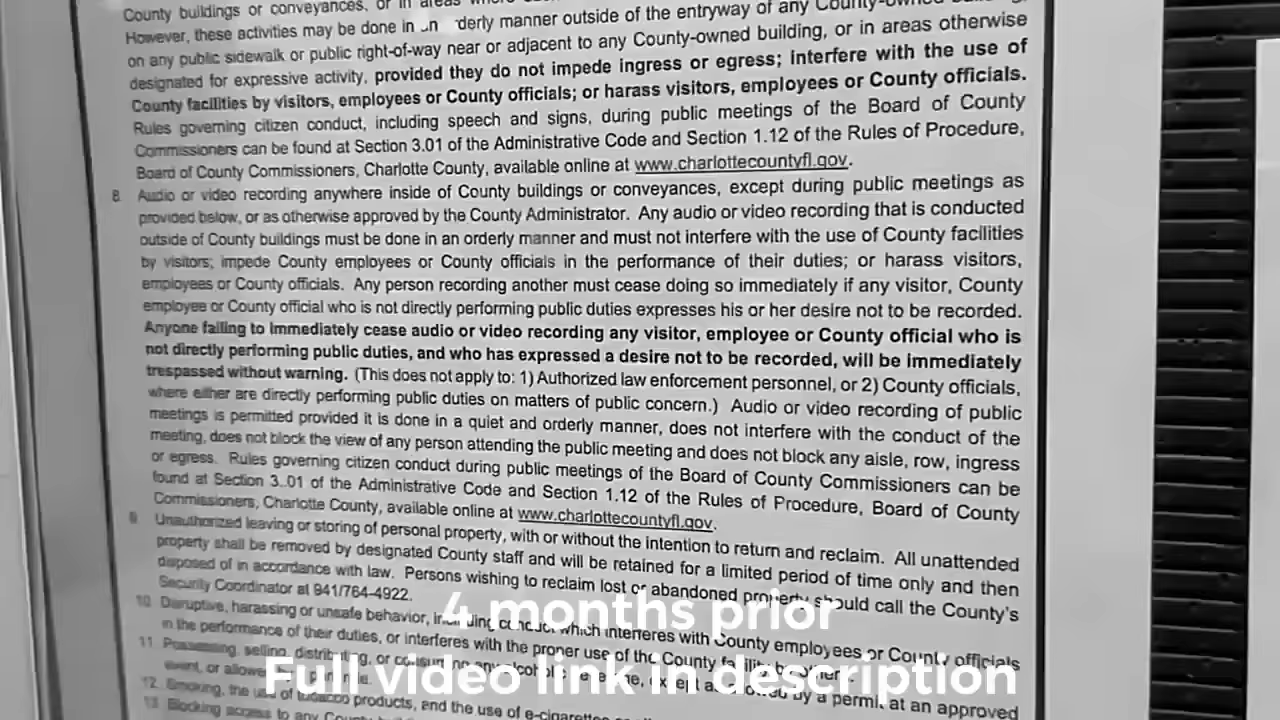 County buildings or conveyances, or in areas
However, these activities may be done in derly manner outside of the entryway of any County-owned
on any public sidewalk or public right-of-way near or adjacent to any County-owned building, or in areas otherwise
designated for expressive activity, provided they do not impede ingress or egress; interfere with the use of
County facilities by visitors, employees or County officials; or harass visitors, employees or County officials.
Rules governing citizen conduct, including speech and signs, during public meetings of the Board of County
Commissioners can be found at Section 3.01 of the Administrative Code and Section 1.12 of the Rules of Procedure,
Board of County Commissioners, Charlotte County, available online at www.charlottecountyfl.gov.
8. Audio or video recording anywhere inside of County buildings or conveyances, except during public meetings as
provided below, or as otherwise approved by the County Administrator. Any audio or video recording that is conducted
outside of County buildings must be done in an orderly manner and must not interfere with the use of County facilities
by visitors; impede County employees or County officials in the performance of their duties; or harass visitors,
employees or County officials. Any person recording another must cease doing so immediately if any visitor, County
employee or County official who is not directly performing public duties expresses his or her desire not to be recorded.
Anyone failing to immediately cease audio or video recording any visitor, employee or County official who is
not directly performing public duties, and who has expressed a desire not to be recorded, will be immediately
trespassed without warning. (This does not apply to: 1) Authorized law enforcement personnel, or 2) County officials,
where either are directly performing public duties on matters of public concern.) Audio or video recording of public
meetings is permitted provided it is done in a quiet and orderly manner, does not interfere with the conduct of the
meeting, does not block the view of any person attending the public meeting and does not block any aisle, row, ingress
or egress. Rules governing citizen conduct during public meetings of the Board of County Commissioners can be
found at Section 3..01 of the Administrative Code and Section 1.12 of the Rules of Procedure, Board of County
Commissioners, Charlotte County, available online at www.charlottecountyfl.gov.
9. Unauthorized leaving or storing of personal property, with or without the intention to return and reclaim. All unattended
property shall be removed by designated County staff and will be retained for a limited period of time only and then
disposed of in accordance with law. Persons wishing to reclaim lost or abandoned property should call the County's
Security Coordinator at 941/764-4922.
10. Disruptive, harassing or unsafe behavior, including conduct which interferes with County employees or County officials
in the performance of their duties, or interferes with the proper use of the County
11. Possessing, selling, distributing, or consuming any by a permit, at an approved
event, or
12. Smoking, the use of tobacco products, and the use of e-cigarettes
13. Blocking access to any County
4 months prior
Full video link in description